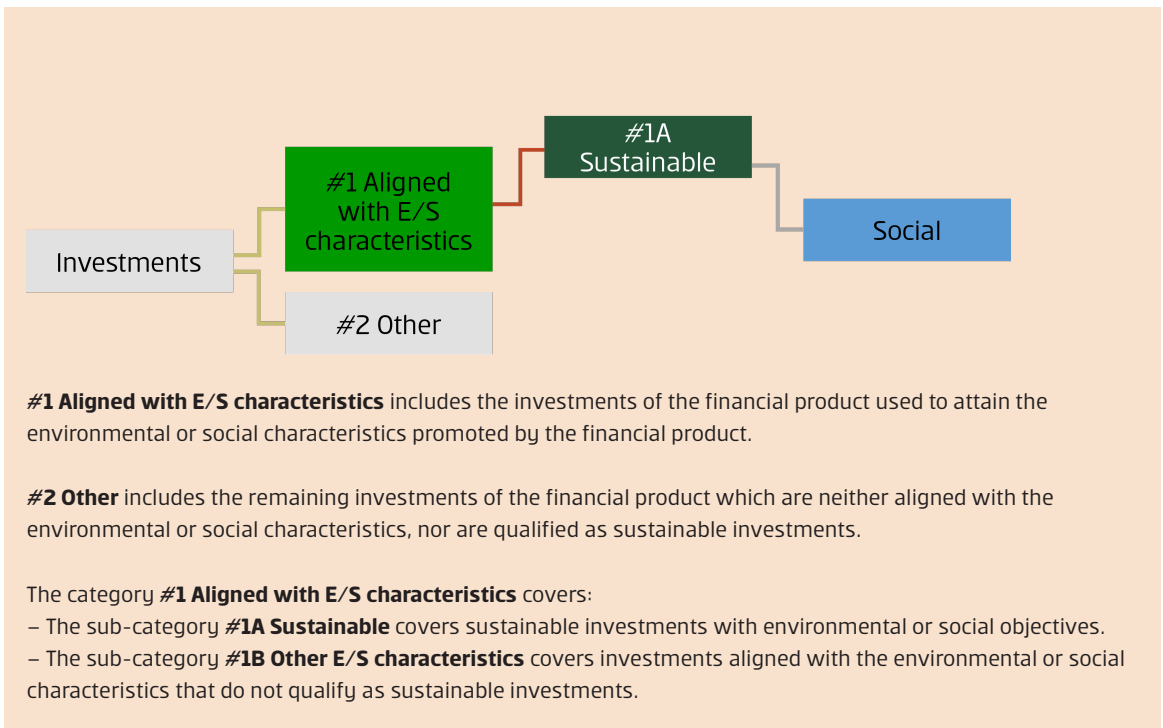 #1A
Sustainable
#1 Aligned
with E/S
characteristics
Social
Investments
#2 Other
#1 Aligned with E/S characteristics includes the investments of the financial product used to attain the
environmental or social characteristics promoted by the financial product.
#2 Other includes the remaining investments of the financial product which are neither aligned with the
environmental or social characteristics, nor are qualified as sustainable investments.
The category #1 Aligned with E/S characteristics covers:
– The sub-category #1A Sustainable covers sustainable investments with environmental or social objectives.
– The sub-category #1B Other E/S characteristics covers investments aligned with the environmental or social
characteristics that do not qualify as sustainable investments.